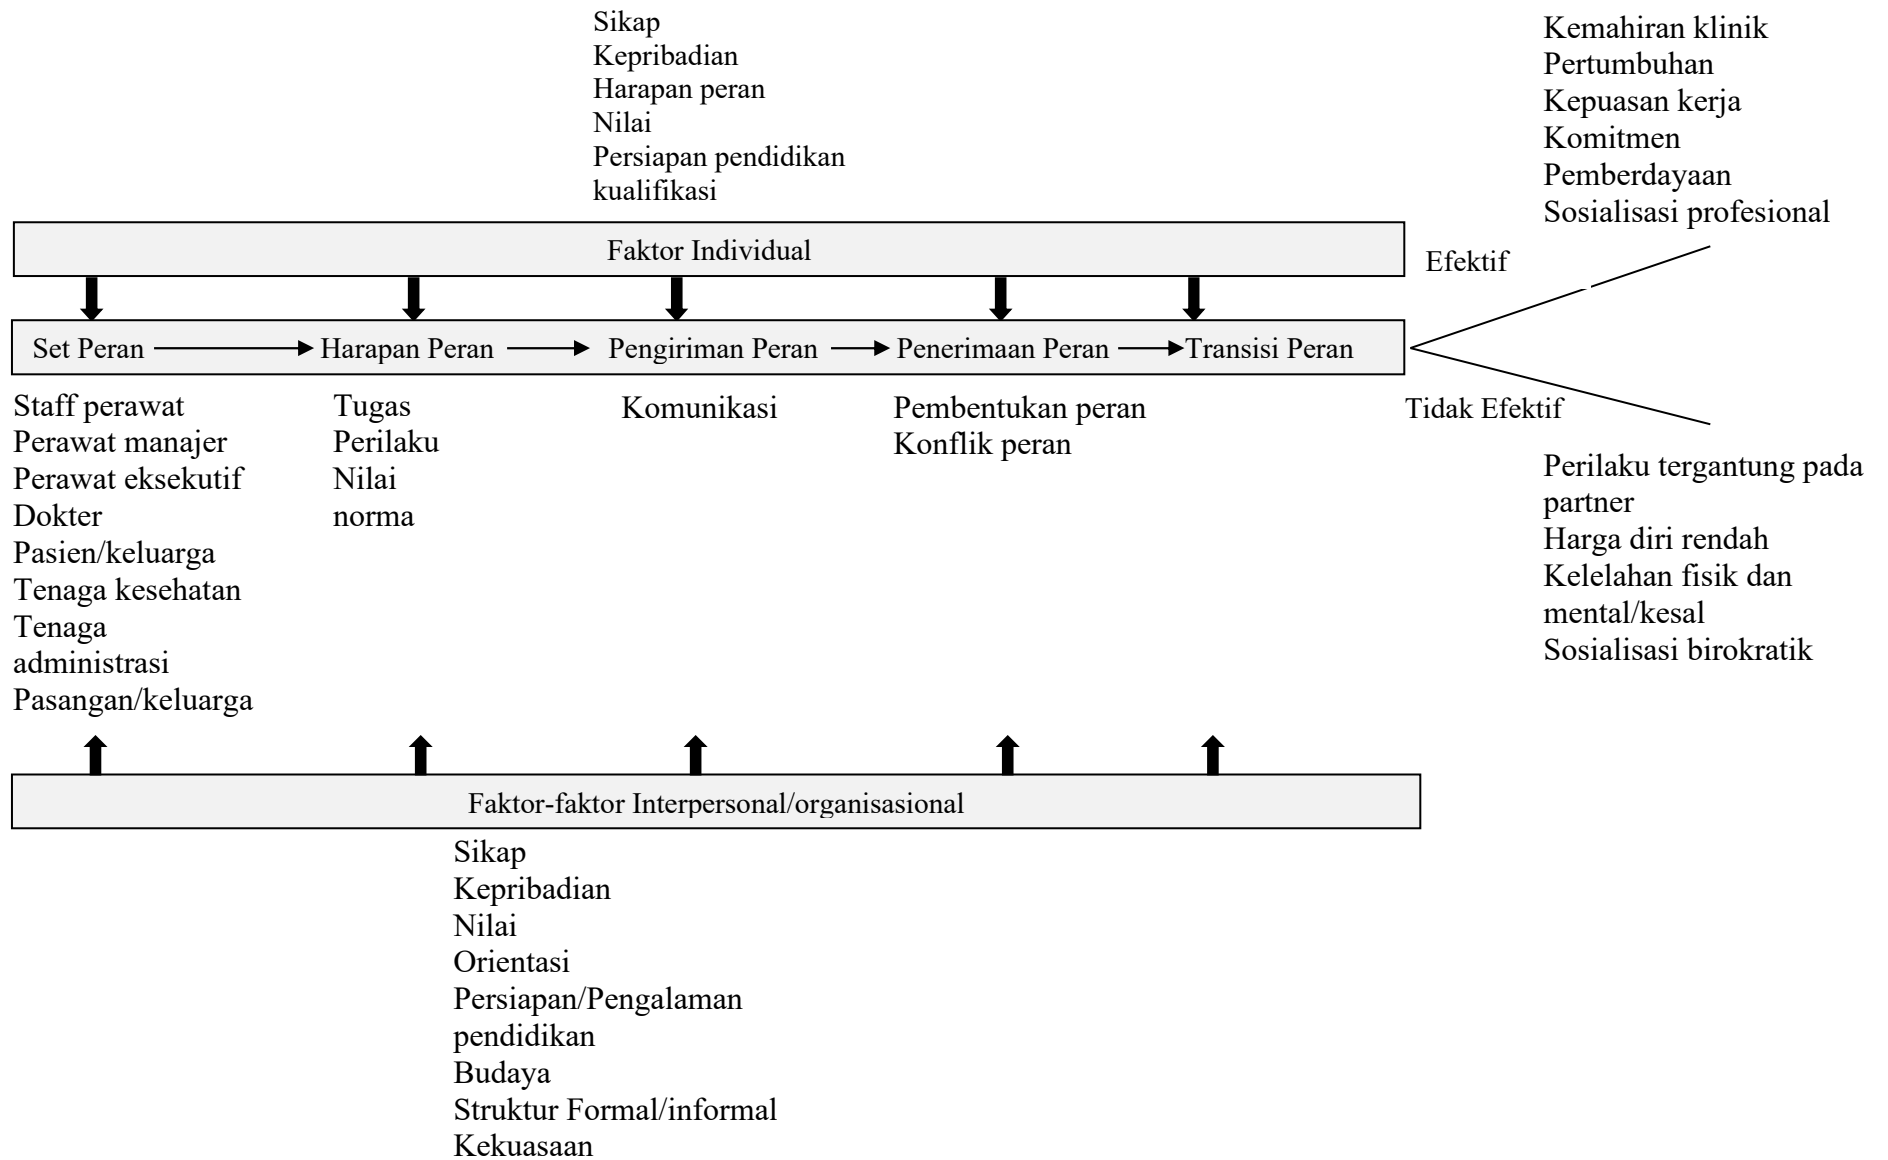 Sikap
Kepribadian
Harapan peran
Nilai
Persiapan pendidikan
kualifikasi
Kemahiran klinik
Pertumbuhan
Kepuasan kerja
Komitmen
Pemberdayaan
Sosialisasi profesional
Faktor Individual
Efektif
Set Peran
Harapan Peran
Pengiriman Peran
Penerimaan Peran
Transisi Peran
Staff perawat
Perawat manajer
Perawat eksekutif
Dokter
Pasien/keluarga
Tenaga kesehatan
Tenaga
administrasi
Pasangan/keluarga
Tugas
Perilaku
Nilai
norma
Komunikasi
Pembentukan peran
Konflik peran
Tidak Efektif
Perilaku tergantung pada
partner
Harga diri rendah
Kelelahan fisik dan
mental/kesal
Sosialisasi birokratik
Faktor-faktor Interpersonal/organisasional
Sikap
Kepribadian
Nilai
Orientasi
Persiapan/Pengalaman
pendidikan
Budaya
Struktur Formal/informal
Kekuasaan